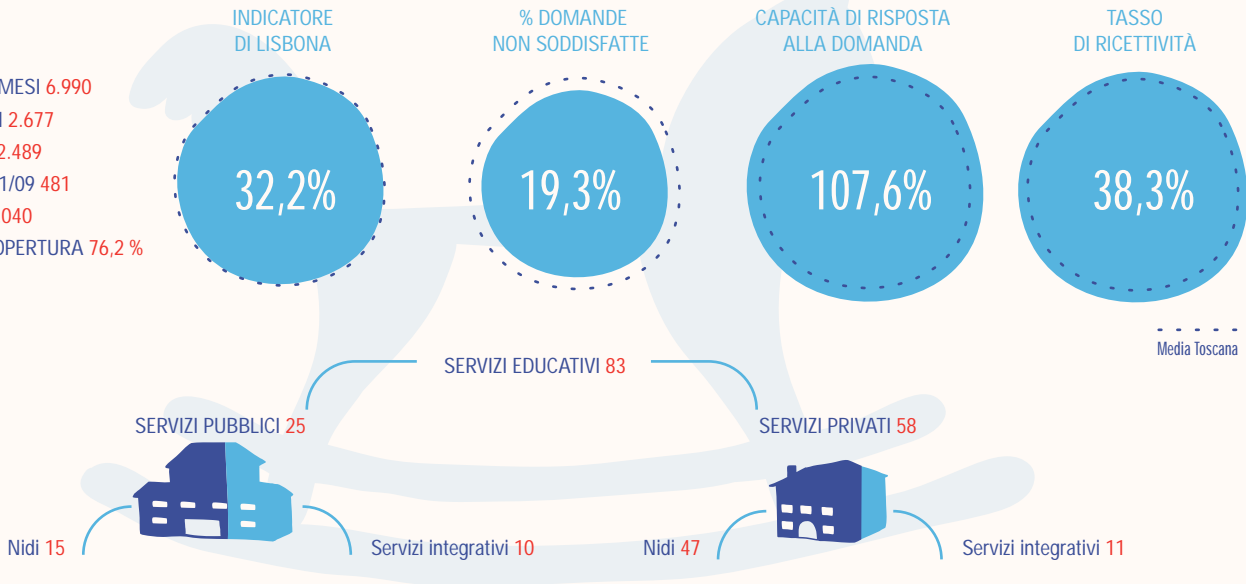 INDICATORE
DI LISBONA
% DOMANDE
NON SODDISFATTE
CAPACITÀ DI RISPOSTA
ALLA DOMANDA
TASSO
DI RICETTIVITÀ
MESI 6.990
2.677
2.489
1/09 481
040
OPERTURA 76,2 %
32,2%
19,3%
107,6%
38,3%
Media Toscana
SERVIZI EDUCATIVI 83
SERVIZI PUBBLICI 25
SERVIZI PRIVATI 58
Nidi 15
Servizi integrativi 10
Nidi 47
Servizi integrativi 11